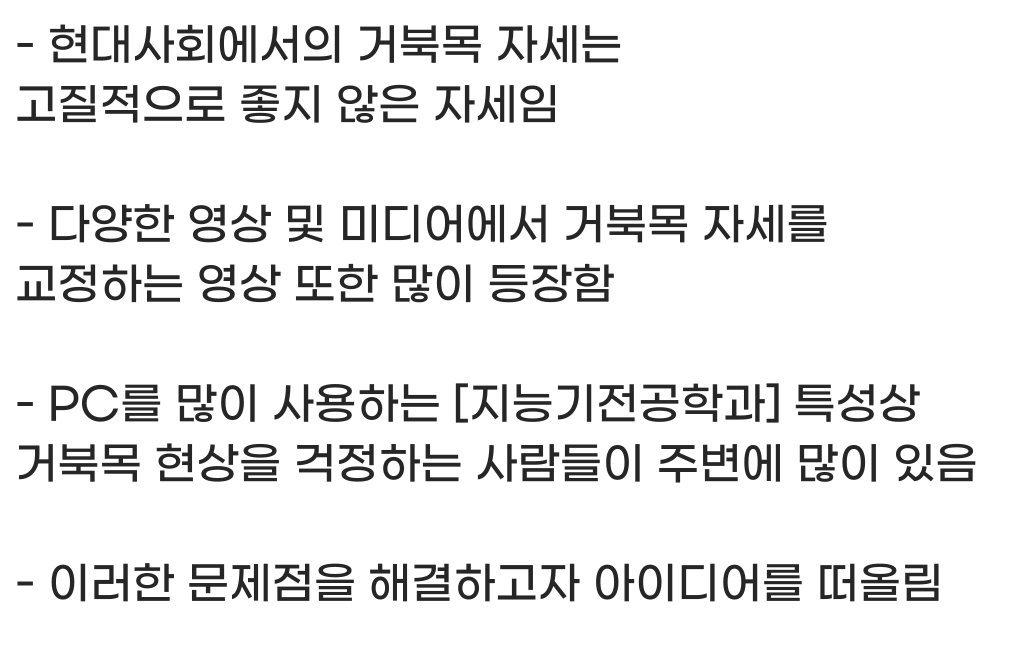 - 현대사회에서의 거북목 자세는
고질적으로 좋지 않은 자세임
- 다양한 영상 및 미디어에서 거북목 자세를
교정하는 영상 또한 많이 등장함
- PC를 많이 사용하는 [지능기전공학과] 특성상
거북목 현상을 걱정하는 사람들이 주변에 많이 있음
- 이러한 문제점을 해결하고자 아이디어를 떠올림